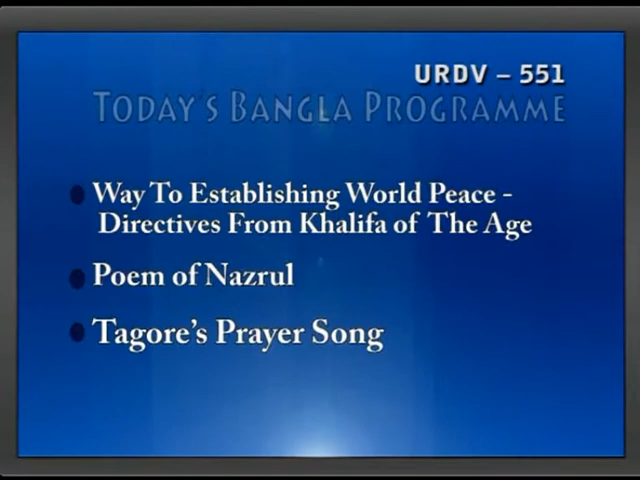 URDV – 551
TODAY'S BANGLA PROGRAMME
Way To Establishing World Peace -
Directives From Khalifa of The Age
Poem of Nazrul
Tagore's Prayer Song